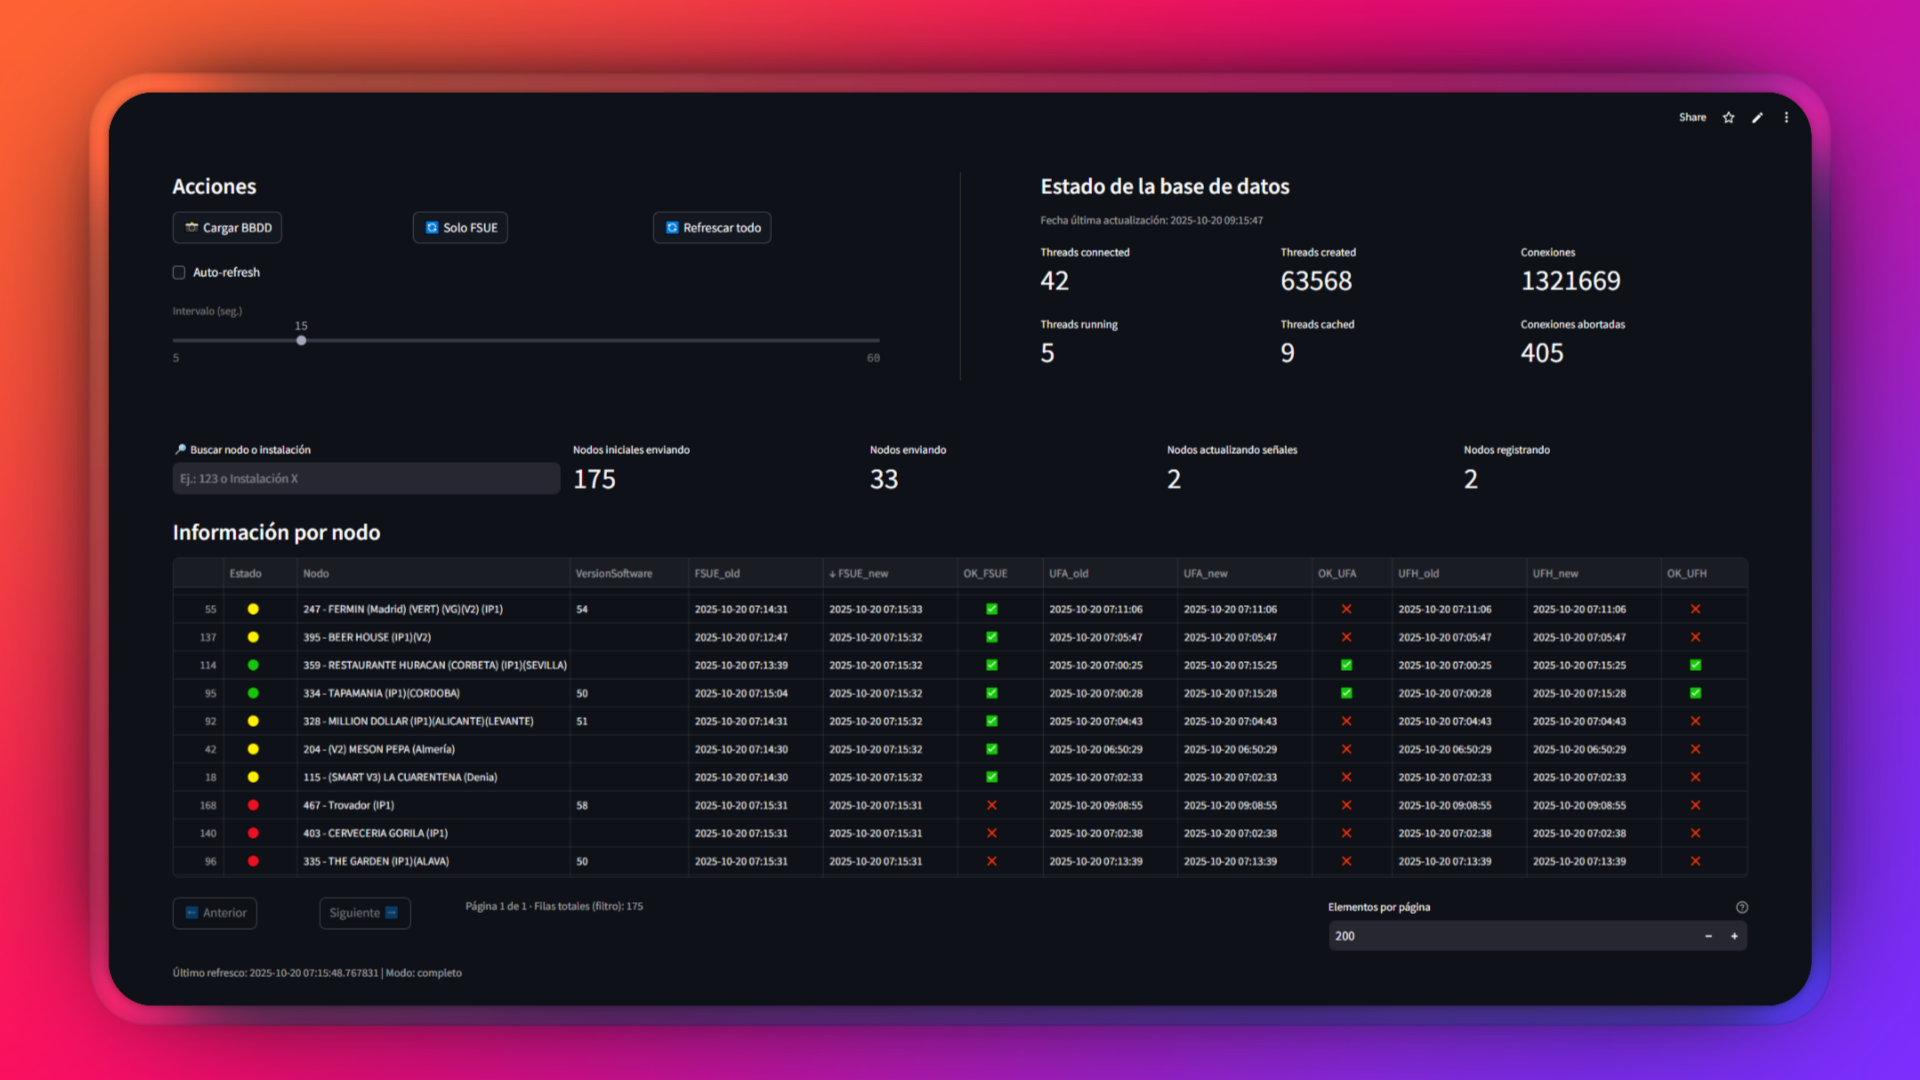 Share
Acciones
Cargar BBDD
Solo FSUE
Refrescar todo
Auto-refresh
Intervalo (seg.)
15
5
60
Estado de la base de datos
Fecha última actualización: 2025-10-20 09:15:47
Threads connected
42
Threads created
63568
Conexiones
1321669
Threads running
5
Threads cached
9
Conexiones abortadas
405
Buscar nodo o instalación
Ej.: 123 o Instalación X
Nodos iniciales enviando
175
Nodos enviando
33
Nodos actualizando señales
2
Nodos registrando
2
Información por nodo
Estado Nodo VersionSoftware FSUE_old ↓ FSUE_new OK_FSUE UFA_old UFA_new OK_UFA UFH_old UFH_new OK_UFH
55 247 - FERMIN (Madrid) (VERT) (VG)(V2) (IP1) 54 2025-10-20 07:14:31 2025-10-20 07:15:33 ✅ 2025-10-20 07:11:06 2025-10-20 07:11:06 ❌ 2025-10-20 07:11:06 2025-10-20 07:11:06 ❌
137 395 - BEER HOUSE (IP1)(V2) 2025-10-20 07:12:47 2025-10-20 07:15:32 ✅ 2025-10-20 07:05:47 2025-10-20 07:05:47 ❌ 2025-10-20 07:05:47 2025-10-20 07:05:47 ❌
114 359 - RESTAURANTE HURACAN (CORBETA) (IP1)(SEVILLA) 2025-10-20 07:13:39 2025-10-20 07:15:32 ✅ 2025-10-20 07:00:25 2025-10-20 07:15:25 ✅ 2025-10-20 07:00:25 2025-10-20 07:15:25 ✅
95 334 - TAPAMANIA (IP1)(CORDOBA) 50 2025-10-20 07:15:04 2025-10-20 07:15:32 ✅ 2025-10-20 07:00:28 2025-10-20 07:15:28 ✅ 2025-10-20 07:00:28 2025-10-20 07:15:28 ✅
92 328 - MILLION DOLLAR (IP1)(ALICANTE)(LEVANTE) 51 2025-10-20 07:14:31 2025-10-20 07:15:32 ✅ 2025-10-20 07:04:43 2025-10-20 07:04:43 ❌ 2025-10-20 07:04:43 2025-10-20 07:04:43 ❌
42 204 - (V2) MESON PEPA (Almería) 2025-10-20 07:14:30 2025-10-20 07:15:32 ✅ 2025-10-20 06:50:29 2025-10-20 06:50:29 ❌ 2025-10-20 06:50:29 2025-10-20 06:50:29 ❌
18 115 - (SMART V3) LA CUARENTENA (Denia) 2025-10-20 07:14:30 2025-10-20 07:15:32 ✅ 2025-10-20 07:02:33 2025-10-20 07:02:33 ❌ 2025-10-20 07:02:33 2025-10-20 07:02:33 ❌
168 467 - Trovador (IP1) 58 2025-10-20 07:15:31 2025-10-20 07:15:31 ❌ 2025-10-20 09:08:55 2025-10-20 09:08:55 ❌ 2025-10-20 09:08:55 2025-10-20 09:08:55 ❌
140 403 - CERVECERIA GORILA (IP1) 2025-10-20 07:15:31 2025-10-20 07:15:31 ❌ 2025-10-20 07:02:38 2025-10-20 07:02:38 ❌ 2025-10-20 07:02:38 2025-10-20 07:02:38 ❌
96 335 - THE GARDEN (IP1)(ALAVA) 50 2025-10-20 07:15:31 2025-10-20 07:15:31 ❌ 2025-10-20 07:13:39 2025-10-20 07:13:39 ❌ 2025-10-20 07:13:39 2025-10-20 07:13:39 ❌
Anterior
Siguiente
Página 1 de 1 · Filas totales (filtro): 175
Elementos por página
200
Último refresco: 2025-10-20 07:15:48.767831 | Modo: completo